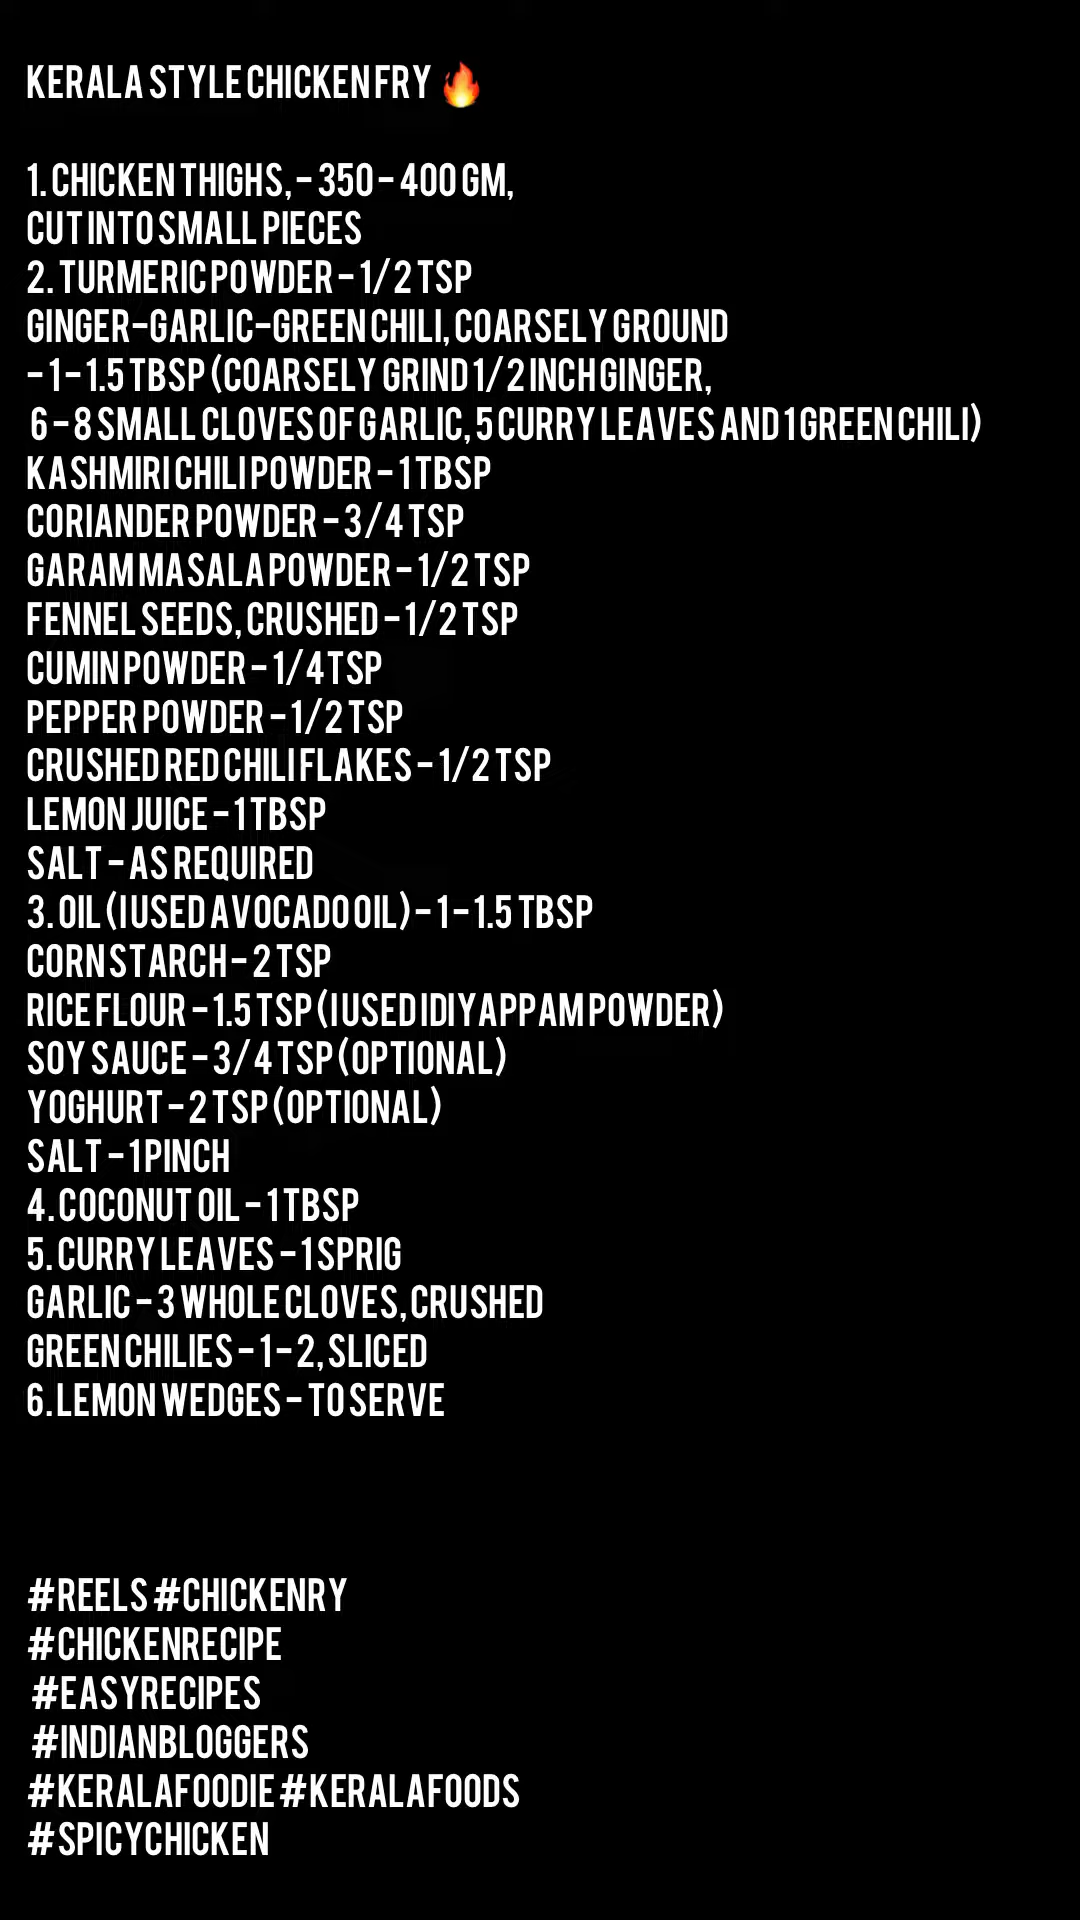 KERALA STYLE CHICKEN FRY 🔥
1. CHICKEN THIGHS, - 350 - 400 GM,
CUT INTO SMALL PIECES
2. TURMERIC POWDER - 1/2 TSP
GINGER-GARLIC-GREEN CHILI, COARSELY GROUND
- 1 - 1.5 TBSP (COARSELY GRIND 1/2 INCH GINGER,
6 - 8 SMALL CLOVES OF GARLIC, 5 CURRY LEAVES AND 1 GREEN CHILI)
KASHMIRI CHILI POWDER - 1 TBSP
CORIANDER POWDER - 3/4 TSP
GARAM MASALA POWDER - 1/2 TSP
FENNEL SEEDS, CRUSHED - 1/2 TSP
CUMIN POWDER - 1/4 TSP
PEPPER POWDER - 1/2 TSP
CRUSHED RED CHILI FLAKES - 1/2 TSP
LEMON JUICE - 1 TBSP
SALT - AS REQUIRED
3. OIL (I USED AVOCADO OIL) - 1 - 1.5 TBSP
CORN STARCH - 2 TSP
RICE FLOUR - 1.5 TSP (I USED IDIYAPPAM POWDER)
SOY SAUCE - 3/4 TSP (OPTIONAL)
YOGHURT - 2 TSP (OPTIONAL)
SALT - 1 PINCH
4. COCONUT OIL - 1 TBSP
5. CURRY LEAVES - 1 SPRIG
GARLIC - 3 WHOLE CLOVES, CRUSHED
GREEN CHILIES - 1 - 2, SLICED
6. LEMON WEDGES - TO SERVE
#REELS #CHICKENRY
#CHICKENRECIPE
#EASYRECIPES
#INDIANBLOGGERS
#KERALAFOODIE #KERALAFOODS
#SPICYCHICKEN